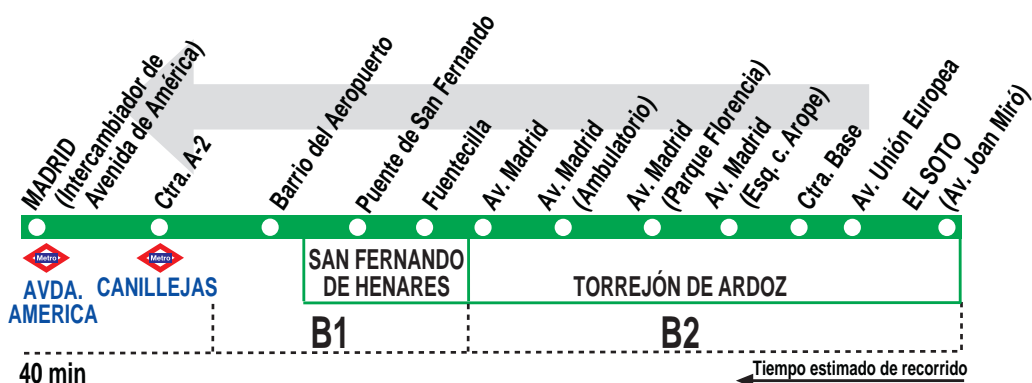 MADRID
(Intercambiador de
Avenida de América)
Ctra. A-2
Barrio del Aeropuerto
Puente de San Fernando
Fuentecilla
Av. Madrid
Av. Madrid
(Ambulatorio)
Av. Madrid
(Parque Florencia)
Av. Madrid
(Esq. c. Arope)
Ctra. Base
Av. Unión Europea
EL SOTO
(Av. Joan Miró)
Metro
AVDA.
AMERICA
Metro
CANILLEJAS
SAN FERNANDO
DE HENARES
TORREJÓN DE ARDOZ
B1
B2
40 min
Tiempo estimado de recorrido